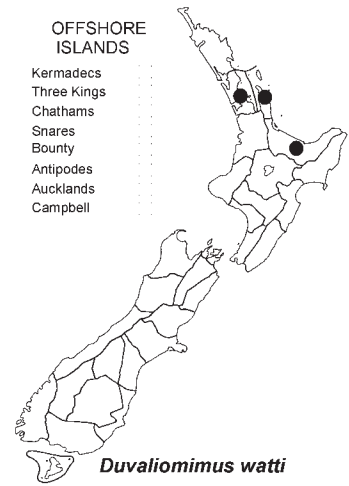 OFFSHORE
ISLANDS
Kermadecs
Three Kings
Chathams
Snares
Bounty
Antipodes
Aucklands
Campbell
Duvaliomimus watti